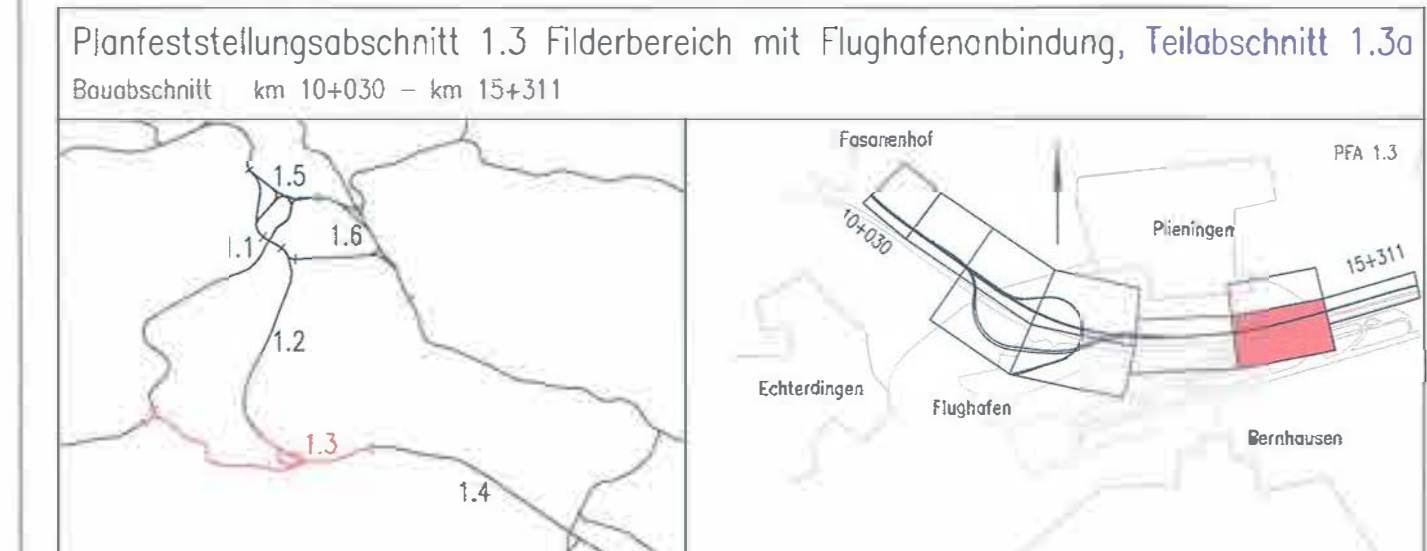 Planfeststellungsabschnitt 1.3 Filderbereich mit Flughafenanbindung, Teilabschnitt 1.3a
Bauabschnitt km 10+030 – km 15+311
1.5
1.1
1.6
1.2
1.3
1.4
Fasanenhof
PFA 1.3
10+030
Plieningen
15+311
Echterdingen
Flughafen
Bernhausen